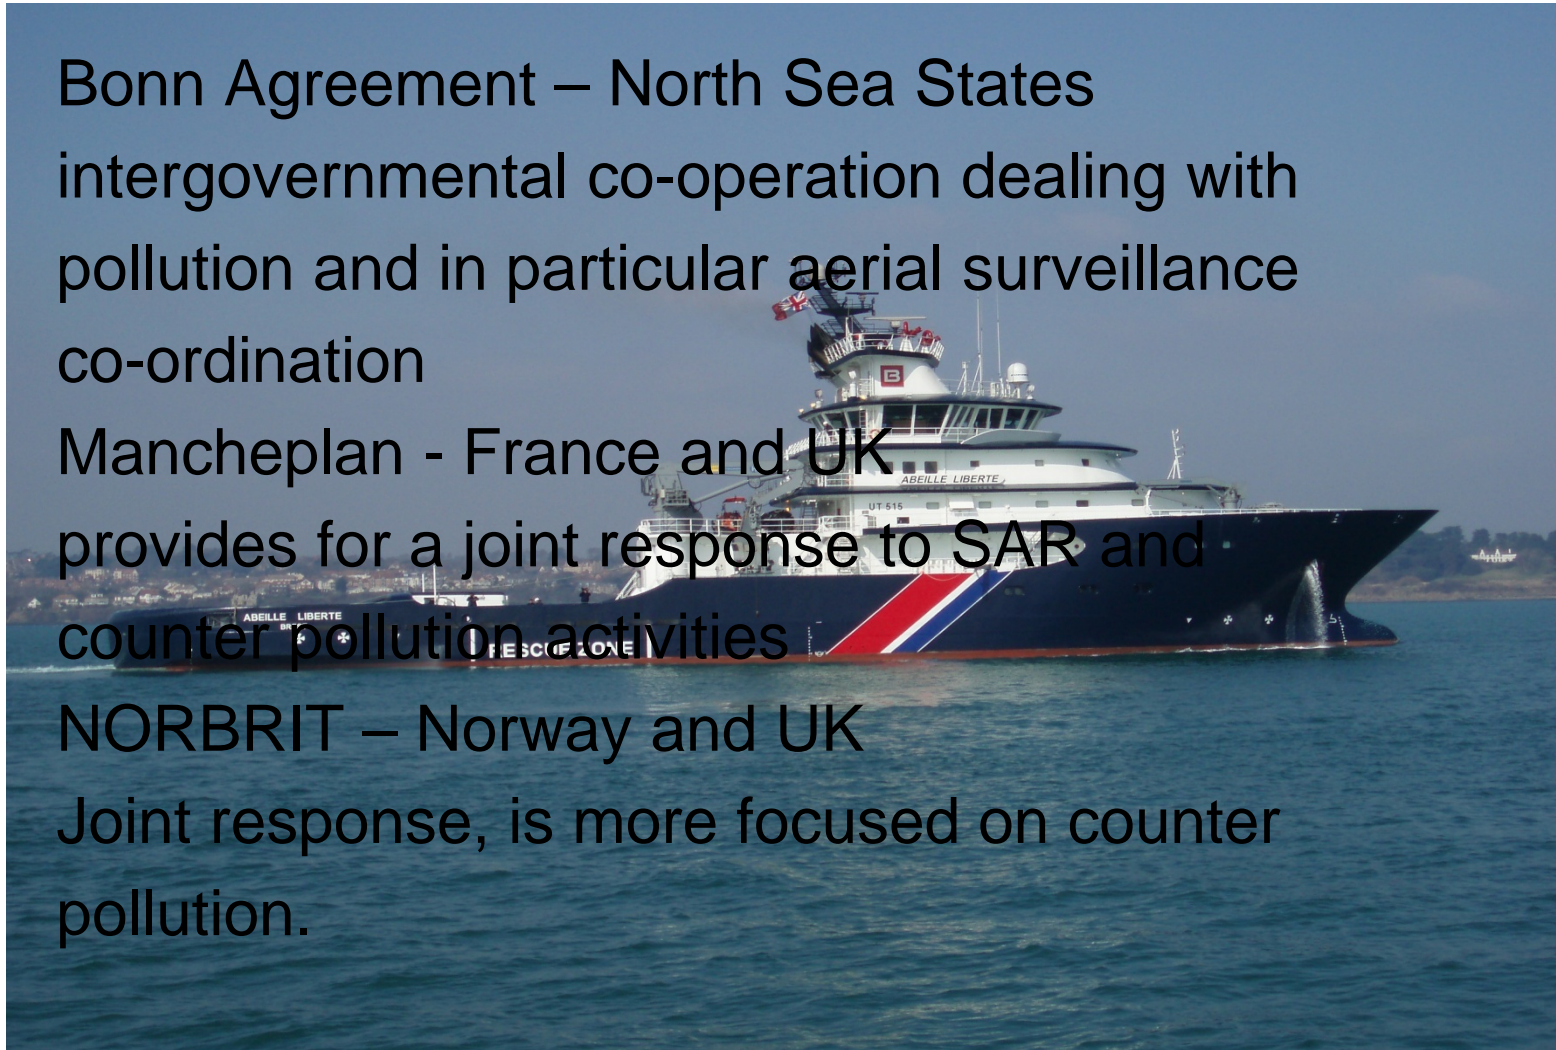 Bonn Agreement – North Sea States
intergovernmental co-operation dealing with
pollution and in particular aerial surveillance
co-ordination
Mancheplan - France and UK
provides for a joint response to SAR and
counter pollution activities
NORBRIT – Norway and UK
Joint response, is more focused on counter
pollution.
B
ABEILLE LIBERTE
UT 515
ABEILLE LIBERTE
RESCUE ZONE